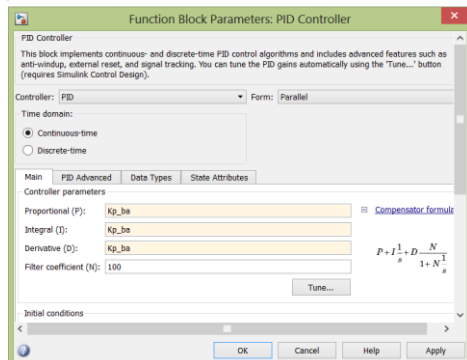 Function Block Parameters: PID Controller
PID Controller
This block implements continuous- and discrete-time PID control algorithms and includes advanced features such as
anti-windup, external reset, and signal tracking. You can tune the PID gains automatically using the 'Tune...' button
(requires Simulink Control Design).
Controller: PID Form: Parallel
Time domain:
Continuous-time
Discrete-time
Main PID Advanced Data Types State Attributes
Controller parameters
Proportional (P): Kp_ba Compensator formula
Integral (I): Kp_ba
Derivative (D): Kp_ba
P+I 1/s +D N/(1+N 1/s)
Filter coefficient (N): 100
Tune...
Initial conditions
OK Cancel Help Apply